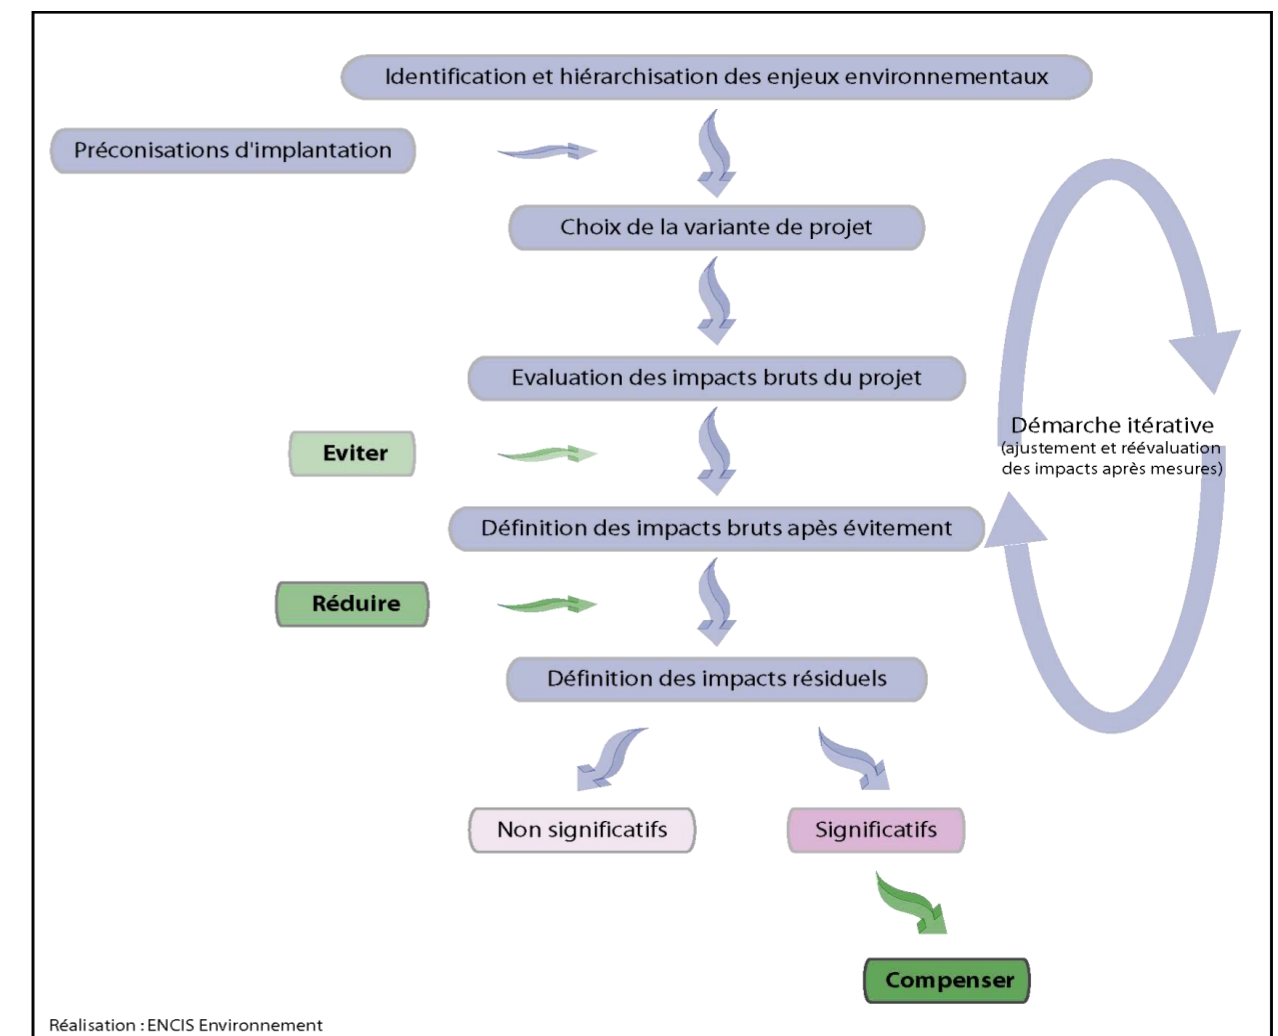 Identification et hiérarchisation des enjeux environnementaux
Préconisations d'implantation
Choix de la variante de projet
Evaluation des impacts bruts du projet
Démarche itérative
(ajustement et réévaluation
des impacts après mesures)
Eviter
Définition des impacts bruts apès évitement
Réduire
Définition des impacts résiduels
Non significatifs
Significatifs
Compenser
Réalisation : ENCIS Environnement